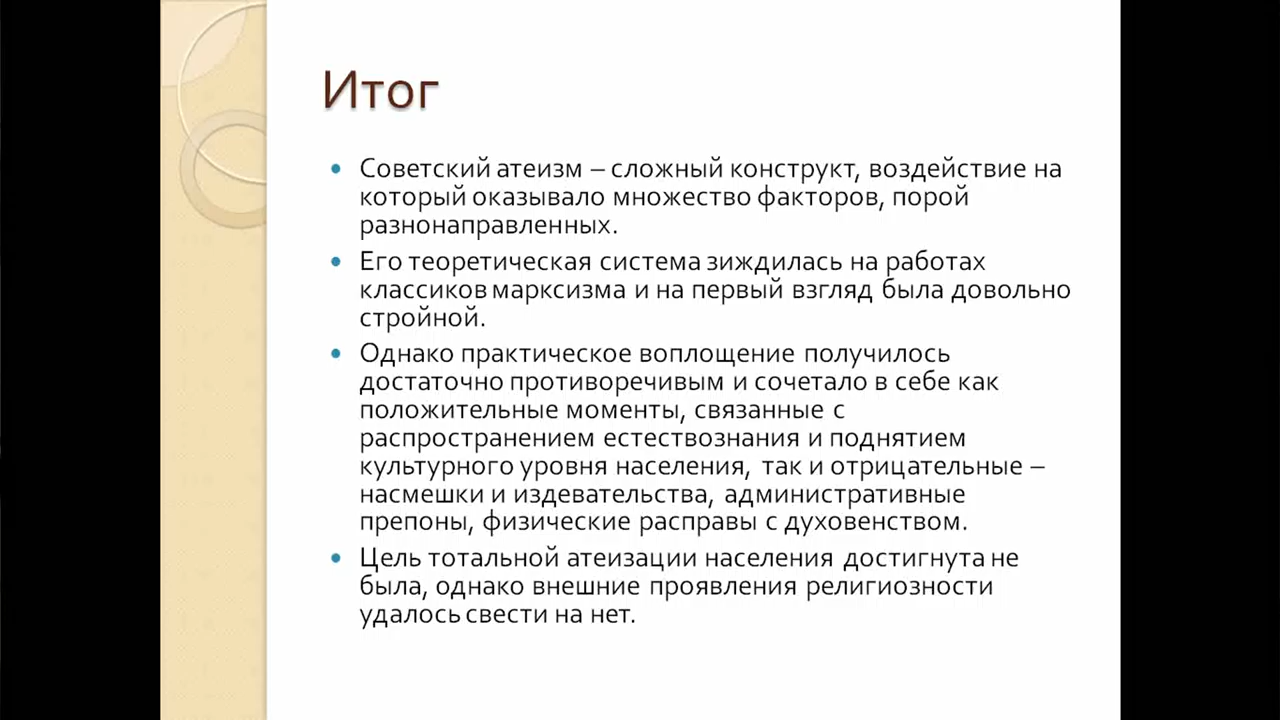 Итог
• Советский атеизм – сложный конструкт, воздействие на
который оказывало множество факторов, порой
разнонаправленных.
• Его теоретическая система зиждилась на работах
классиков марксизма и на первый взгляд была довольно
стройной.
• Однако практическое воплощение получилось
достаточно противоречивым и сочетало в себе как
положительные моменты, связанные с
распространением естествознания и поднятием
культурного уровня населения, так и отрицательные –
насмешки и издевательства, административные
препоны, физические расправы с духовенством.
• Цель тотальной атеизации населения достигнута не
была, однако внешние проявления религиозности
удалось свести на нет.